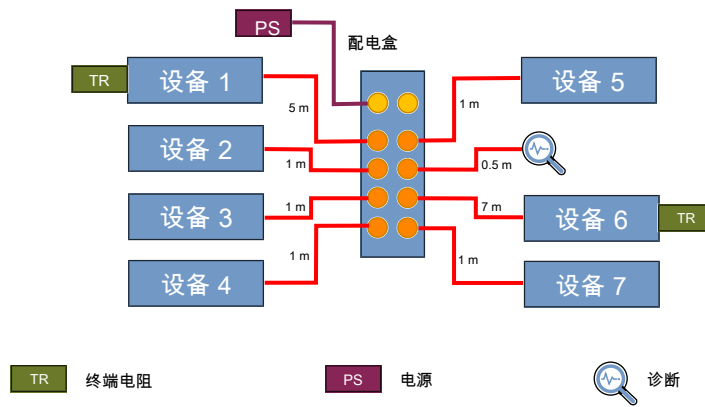 PS
配电盒
TR
设备 1
设备 5
5 m
1 m
设备 2
1 m
0.5 m
设备 3
1 m
7 m
设备 6
TR
设备 4
1 m
1 m
设备 7
TR
终端电阻
PS
电源
诊断